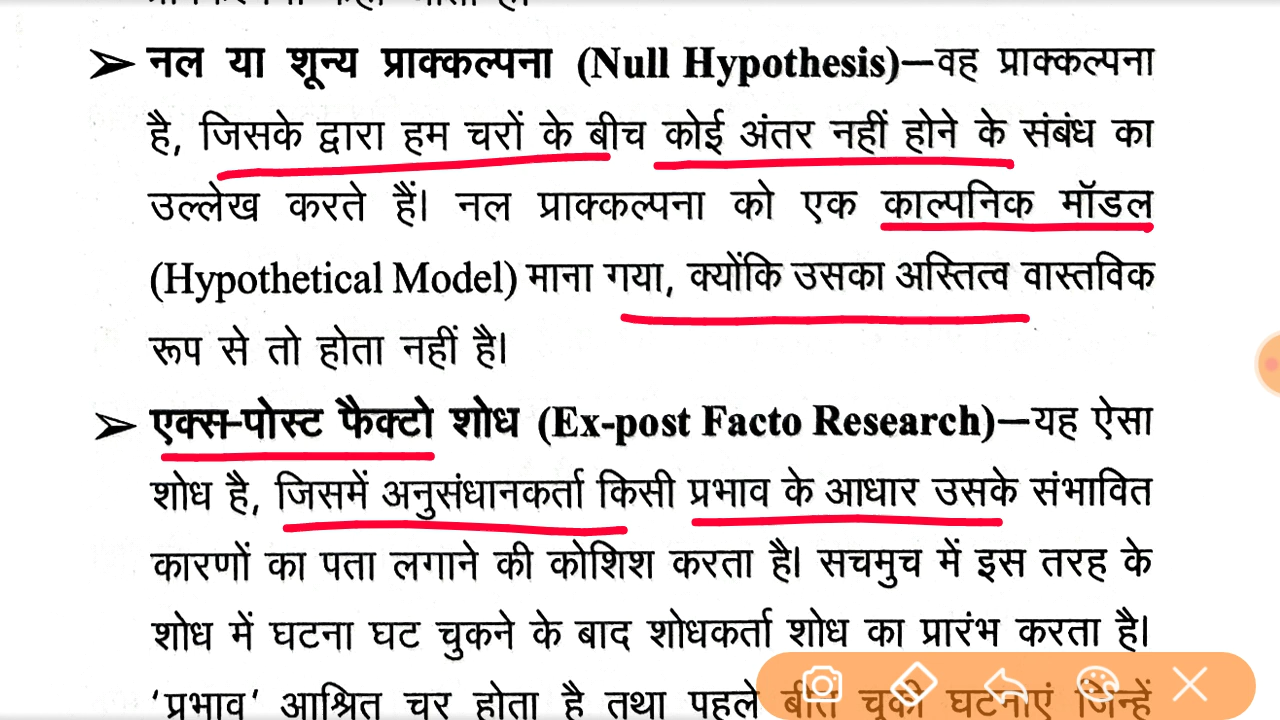 ➢ नल या शून्य प्राक्कल्पना (Null Hypothesis)—वह प्राक्कल्पना
है, जिसके द्वारा हम चरों के बीच कोई अंतर नहीं होने के संबंध का
उल्लेख करते हैं। नल प्राक्कल्पना को एक काल्पनिक मॉडल
(Hypothetical Model) माना गया, क्योंकि उसका अस्तित्व वास्तविक
रूप से तो होता नहीं है।
➢ एक्स-पोस्ट फैक्टो शोध (Ex-post Facto Research)—यह ऐसा
शोध है, जिसमें अनुसंधानकर्ता किसी प्रभाव के आधार उसके संभावित
कारणों का पता लगाने की कोशिश करता है। सचमुच में इस तरह के
शोध में घटना घट चुकने के बाद शोधकर्ता शोध का प्रारंभ करता है।
‘प्रभाव’ आश्रित चर होता है तथा पहले बीत चुकी घटनाएं जिन्हें